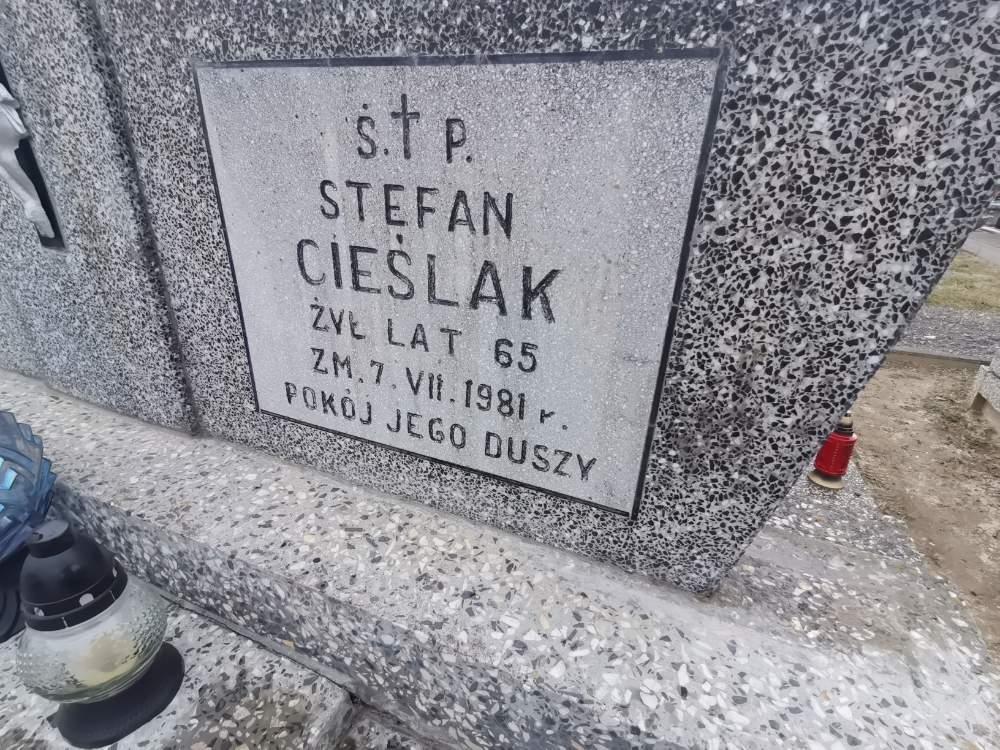 Ś.†P.
STEFAN
CIEŚLAK
ŻYŁ LAT 65
ZM. 7. VII. 1981 r.
POKÓJ JEGO DUSZY